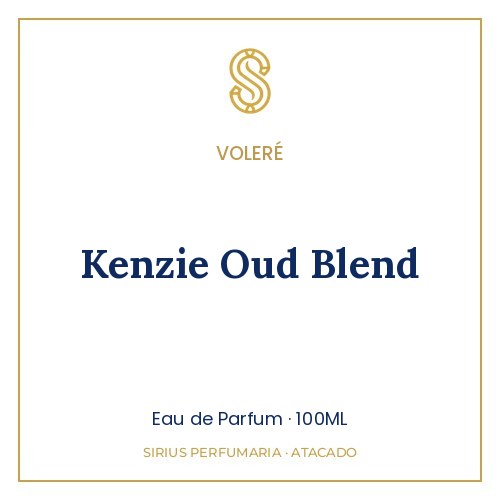 VOLERÉ
Kenzie Oud Blend
Eau de Parfum · 100ML
SIRIUS PERFUMARIA · ATACADO